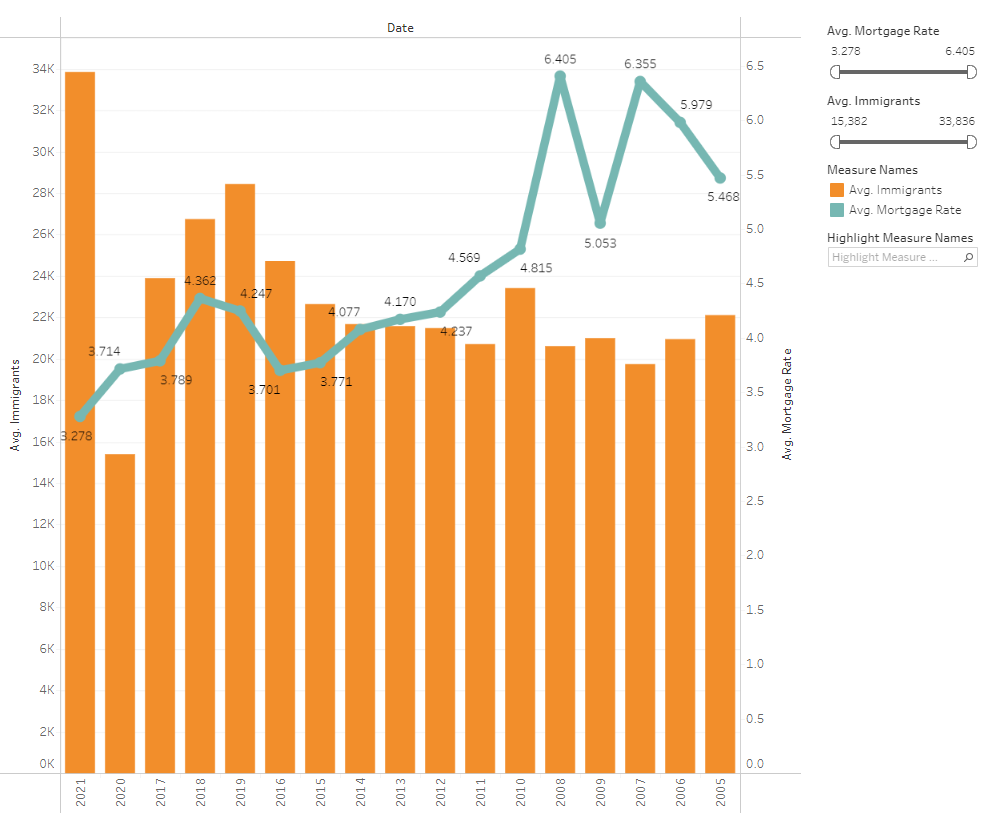 Date
34K
32K
30K
28K
26K
24K
22K
20K
18K
16K
14K
12K
10K
8K
6K
4K
2K
0K
Avg. Immigrants
3.278
3.714
3.789
4.362
4.247
3.701
3.771
4.077
4.170
4.237
4.569
4.815
6.405
5.053
6.355
5.979
5.468
6.5
6.0
5.5
5.0
4.5
4.0
3.5
3.0
2.5
2.0
1.5
1.0
0.5
0.0
Avg. Mortgage Rate
2021 2020 2017 2018 2019 2016 2015 2014 2013 2012 2011 2010 2008 2009 2007 2006 2005
Avg. Mortgage Rate
3.278 6.405
Avg. Immigrants
15,382 33,836
Measure Names
Avg. Immigrants
Avg. Mortgage Rate
Highlight Measure Names
Highlight Measure ...